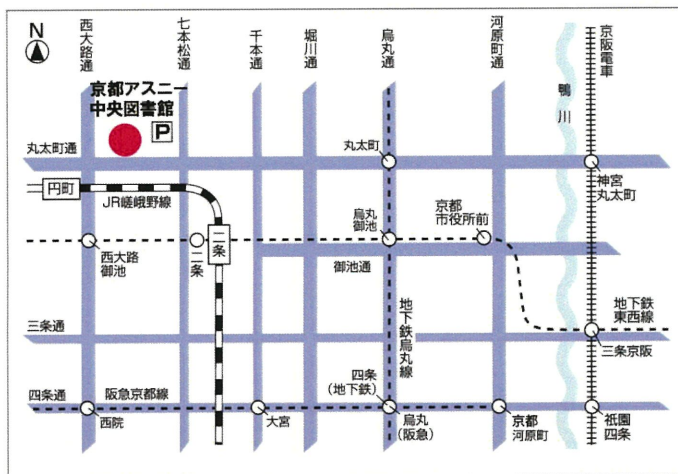 N
西大路通
七本松通
千本通
堀川通
烏丸通
河原町通
京阪電車
京都アスニー
中央図書館
P
鴨川
丸太町通
丸太町
神宮
丸太町
円町
JR嵯峨野線
烏丸
御池
京都
市役所前
二条
西大路
御池
二条
御池通
地下鉄
東西線
三条通
地下鉄烏丸線
三条京阪
四条通
阪急京都線
四条
(地下鉄)
西院
大宮
烏丸
(阪急)
京都
河原町
祇園
四条